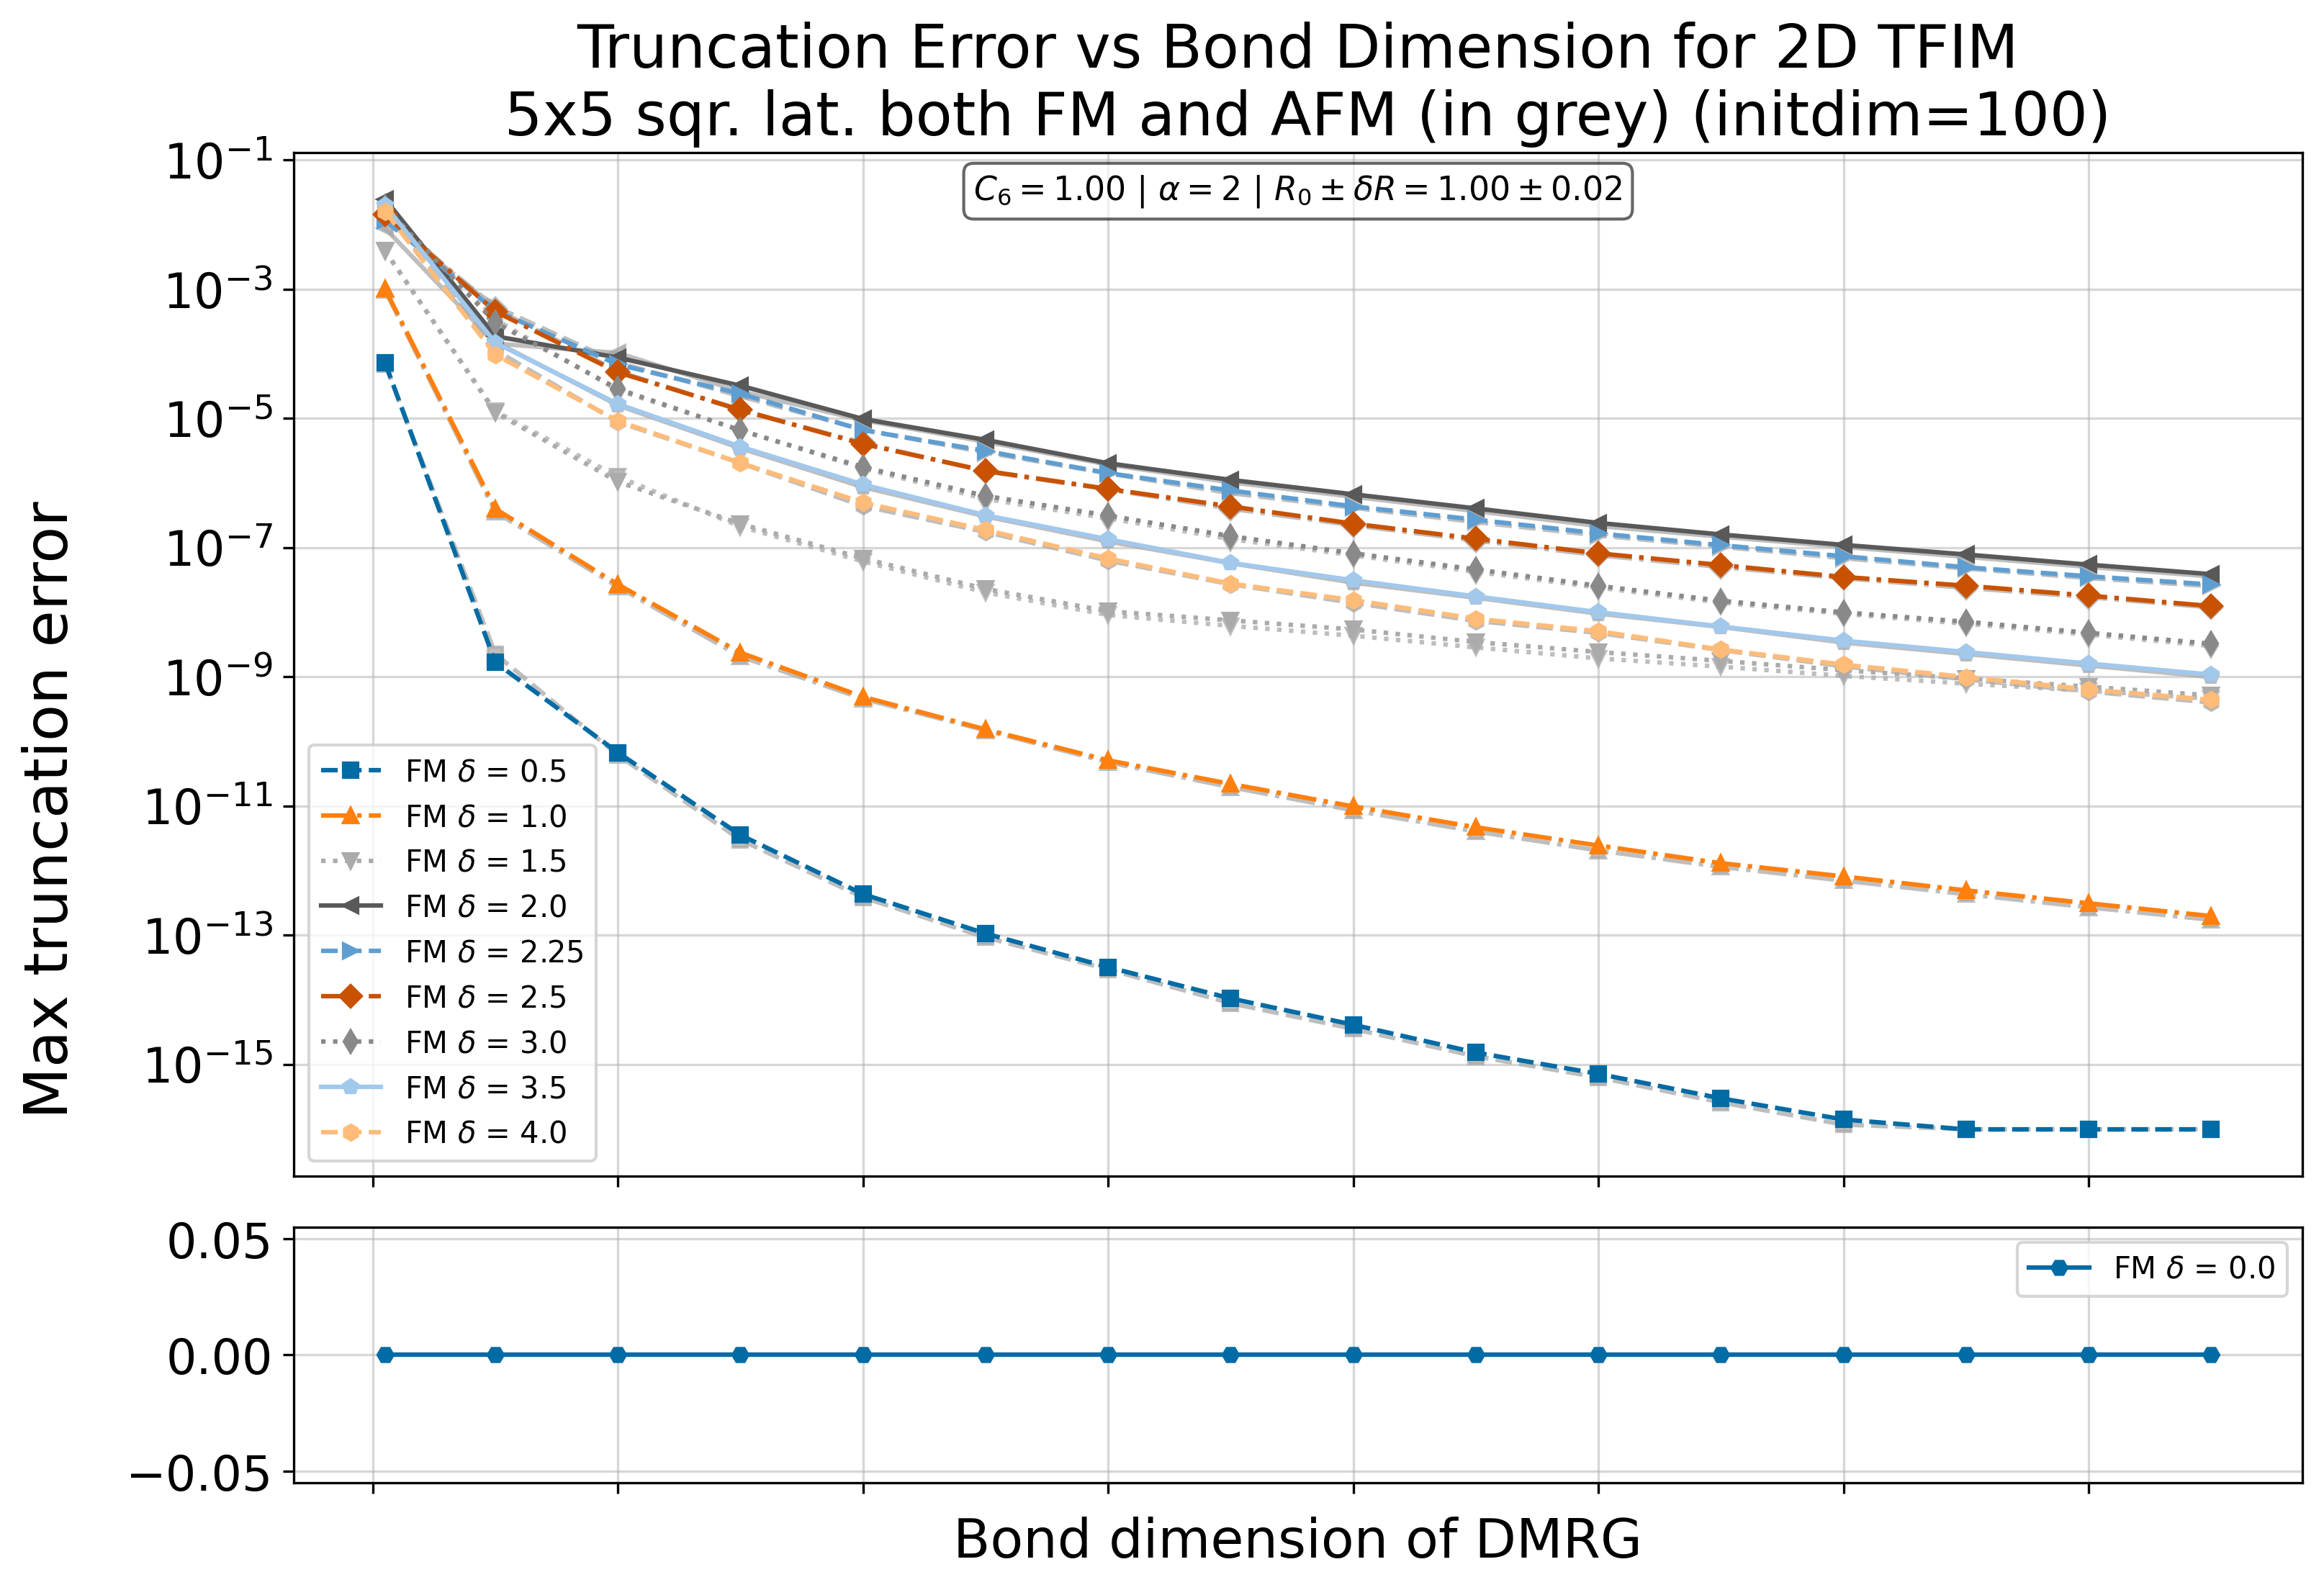 Truncation Error vs Bond Dimension for 2D TFIM
5x5 sqr. lat. both FM and AFM (in grey) (initdim=100)
C₆ = 1.00 | α = 2 | R₀ ± δR = 1.00 ± 0.02
Max truncation error
10⁻¹
10⁻³
10⁻⁵
10⁻⁷
10⁻⁹
10⁻¹¹
10⁻¹³
10⁻¹⁵
FM δ = 0.5
FM δ = 1.0
FM δ = 1.5
FM δ = 2.0
FM δ = 2.25
FM δ = 2.5
FM δ = 3.0
FM δ = 3.5
FM δ = 4.0
0.05
0.00
−0.05
FM δ = 0.0
Bond dimension of DMRG